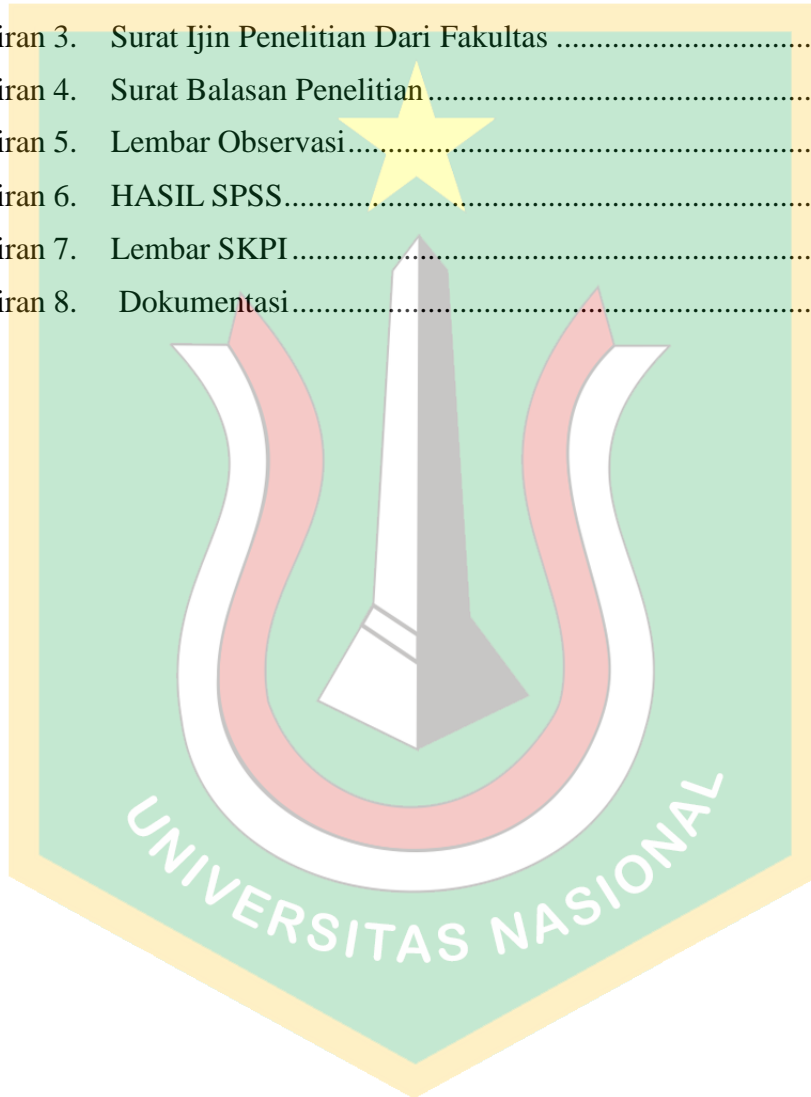 iran 3. Surat Ijin Penelitian Dari Fakultas ................................
iran 4. Surat Balasan Penelitian ................................................
iran 5. Lembar Observasi..........................................................
iran 6. HASIL SPSS..................................................................
iran 7. Lembar SKPI .................................................................
iran 8. Dokumentasi .................................................................
UNIVERSITAS NASIONAL